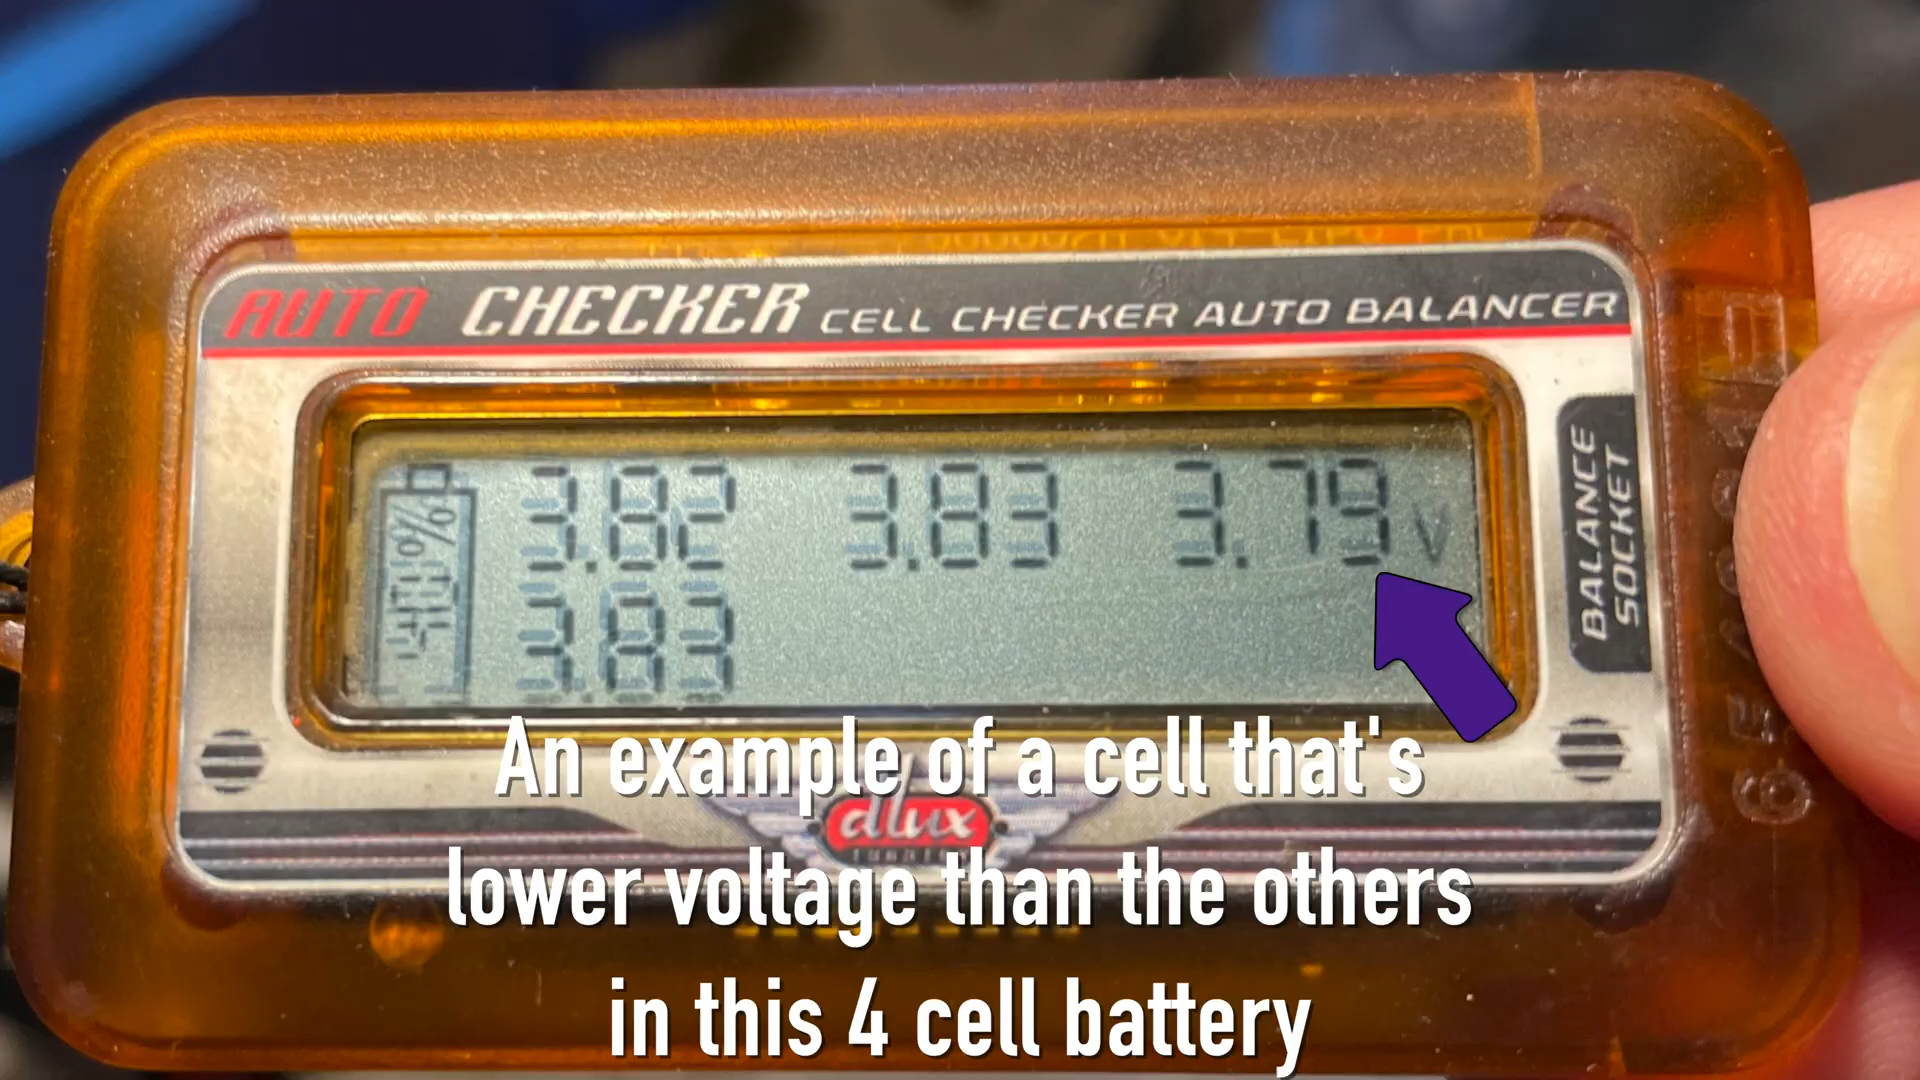 AUTO CHECKER CELL CHECKER AUTO BALANCER
3.82 3.83 3.79 V
3.83
BALANCE
SOCKET
dlux
An example of a cell that's
lower voltage than the others
in this 4 cell battery